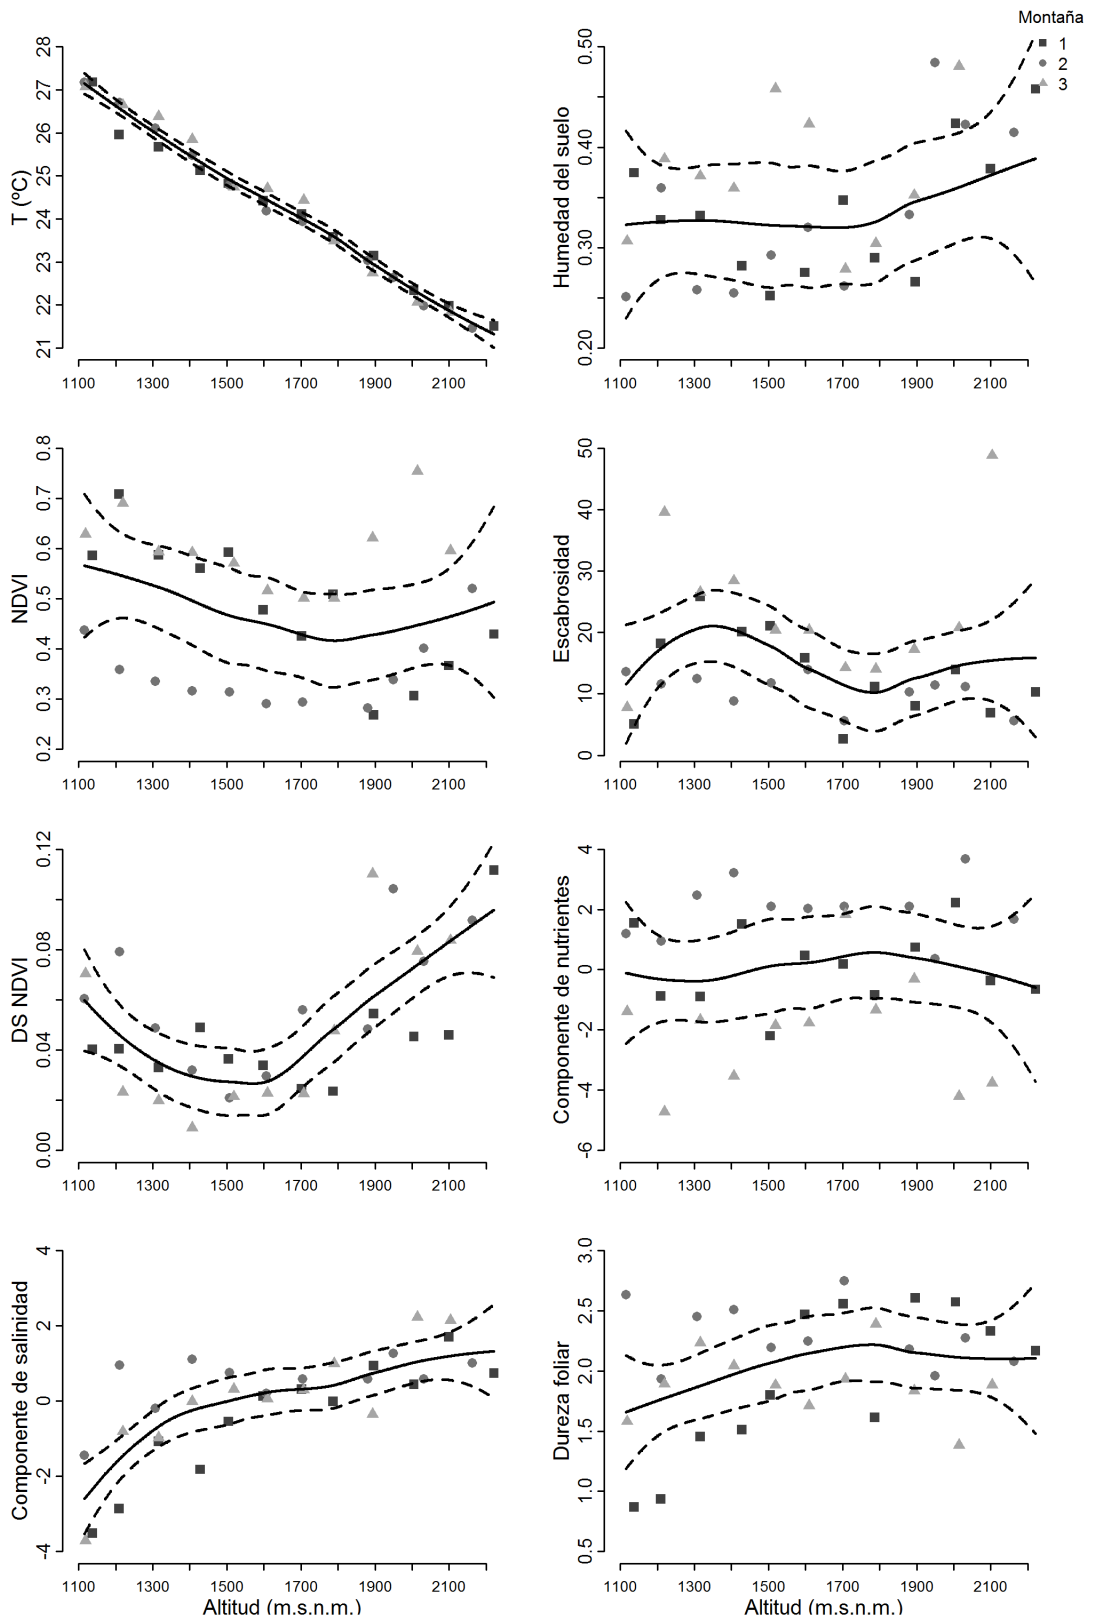 Montaña
1
2
3
T (ºC)
21 22 23 24 25 26 27 28
1100 1300 1500 1700 1900 2100
Humedad del suelo
0.20 0.30 0.40 0.50
1100 1300 1500 1700 1900 2100
NDVI
0.2 0.3 0.4 0.5 0.6 0.7 0.8
1100 1300 1500 1700 1900 2100
Escabrosidad
0 10 20 30 40 50
1100 1300 1500 1700 1900 2100
DS NDVI
0.00 0.04 0.08 0.12
1100 1300 1500 1700 1900 2100
Componente de nutrientes
-6 -4 -2 0 2 4
1100 1300 1500 1700 1900 2100
Componente de salinidad
-4 -2 0 2 4
1100 1300 1500 1700 1900 2100
Altitud (m.s.n.m.)
Dureza foliar
0.5 1.0 1.5 2.0 2.5 3.0
1100 1300 1500 1700 1900 2100
Altitud (m.s.n.m.)